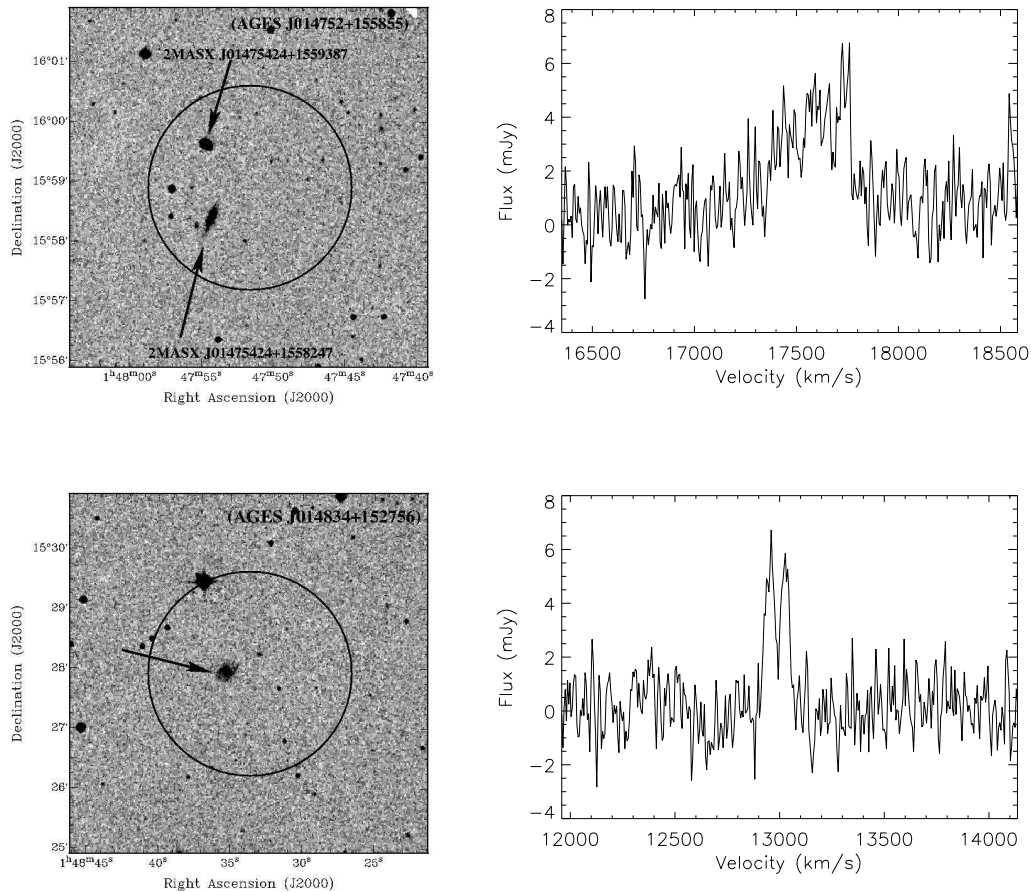 (AGES J014752+155855)
2MASX J01475424+1559387
2MASX J01475424+1558247
16°01'
16°00'
15°59'
15°58'
15°57'
15°56'
Declination (J2000)
1ʰ48ᵐ00ˢ 47ᵐ55ˢ 47ᵐ50ˢ 47ᵐ45ˢ 47ᵐ40ˢ
Right Ascension (J2000)
8
6
4
2
0
-2
-4
Flux (mJy)
16500 17000 17500 18000 18500
Velocity (km/s)
(AGES J014834+152756)
15°30'
29'
28'
27'
26'
25'
Declination (J2000)
1ʰ48ᵐ45ˢ 40ˢ 35ˢ 30ˢ 25ˢ
Right Ascension (J2000)
8
6
4
2
0
-2
-4
Flux (mJy)
12000 12500 13000 13500 14000
Velocity (km/s)